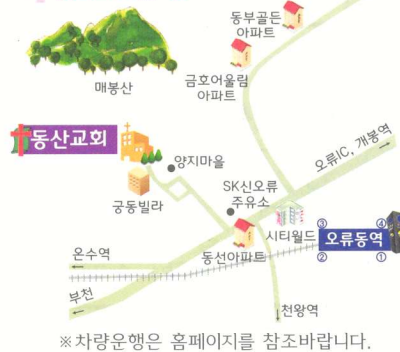 동부골든
아파트
금호어울림
아파트
매봉산
동산교회
양지마을
오류IC, 개봉역
궁동빌라
SK신오류
주유소
③ ④
시티월드
오류동역
② ①
온수역
동선아파트
부천
천왕역
※차량운행은 홈페이지를 참조바랍니다.